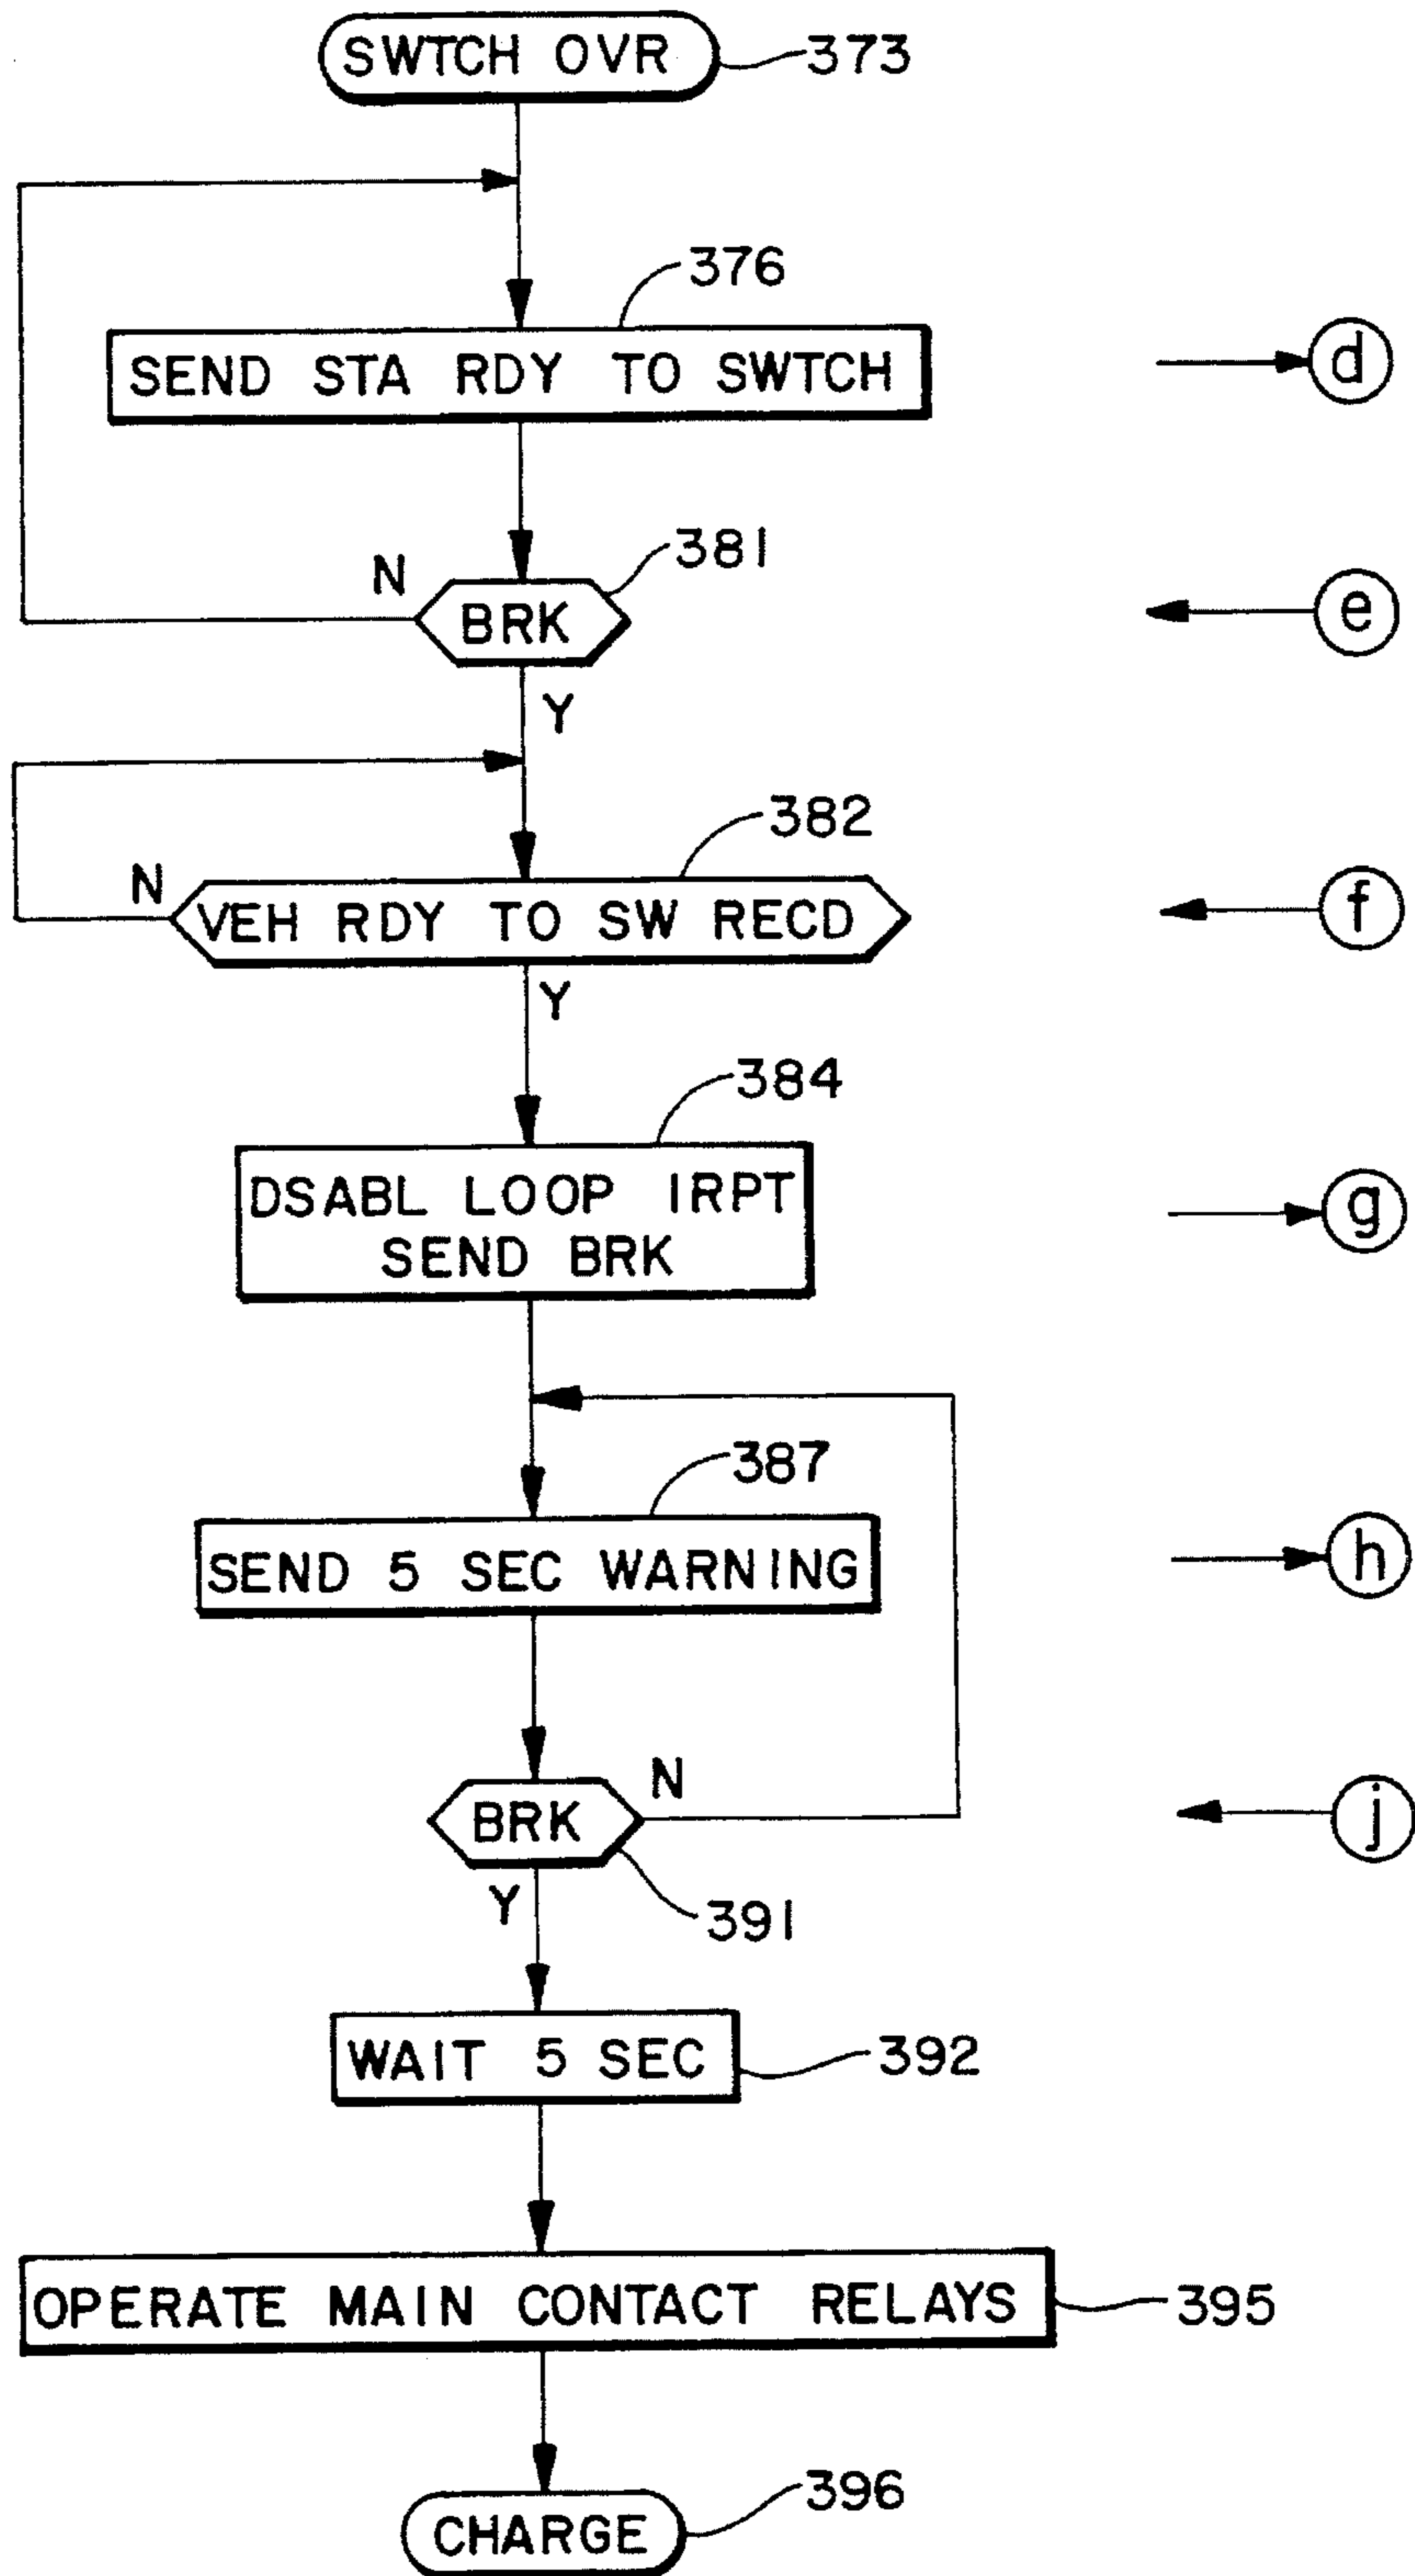 SWTCH OVR 373
376
SEND STA RDY TO SWTCH
d
381
N
BRK
e
Y
382
N
VEH RDY TO SW RECD
f
Y
384
DSABL LOOP IRPT
SEND BRK
g
387
SEND 5 SEC WARNING
h
N
BRK
j
Y
391
WAIT 5 SEC 392
OPERATE MAIN CONTACT RELAYS 395
CHARGE 396